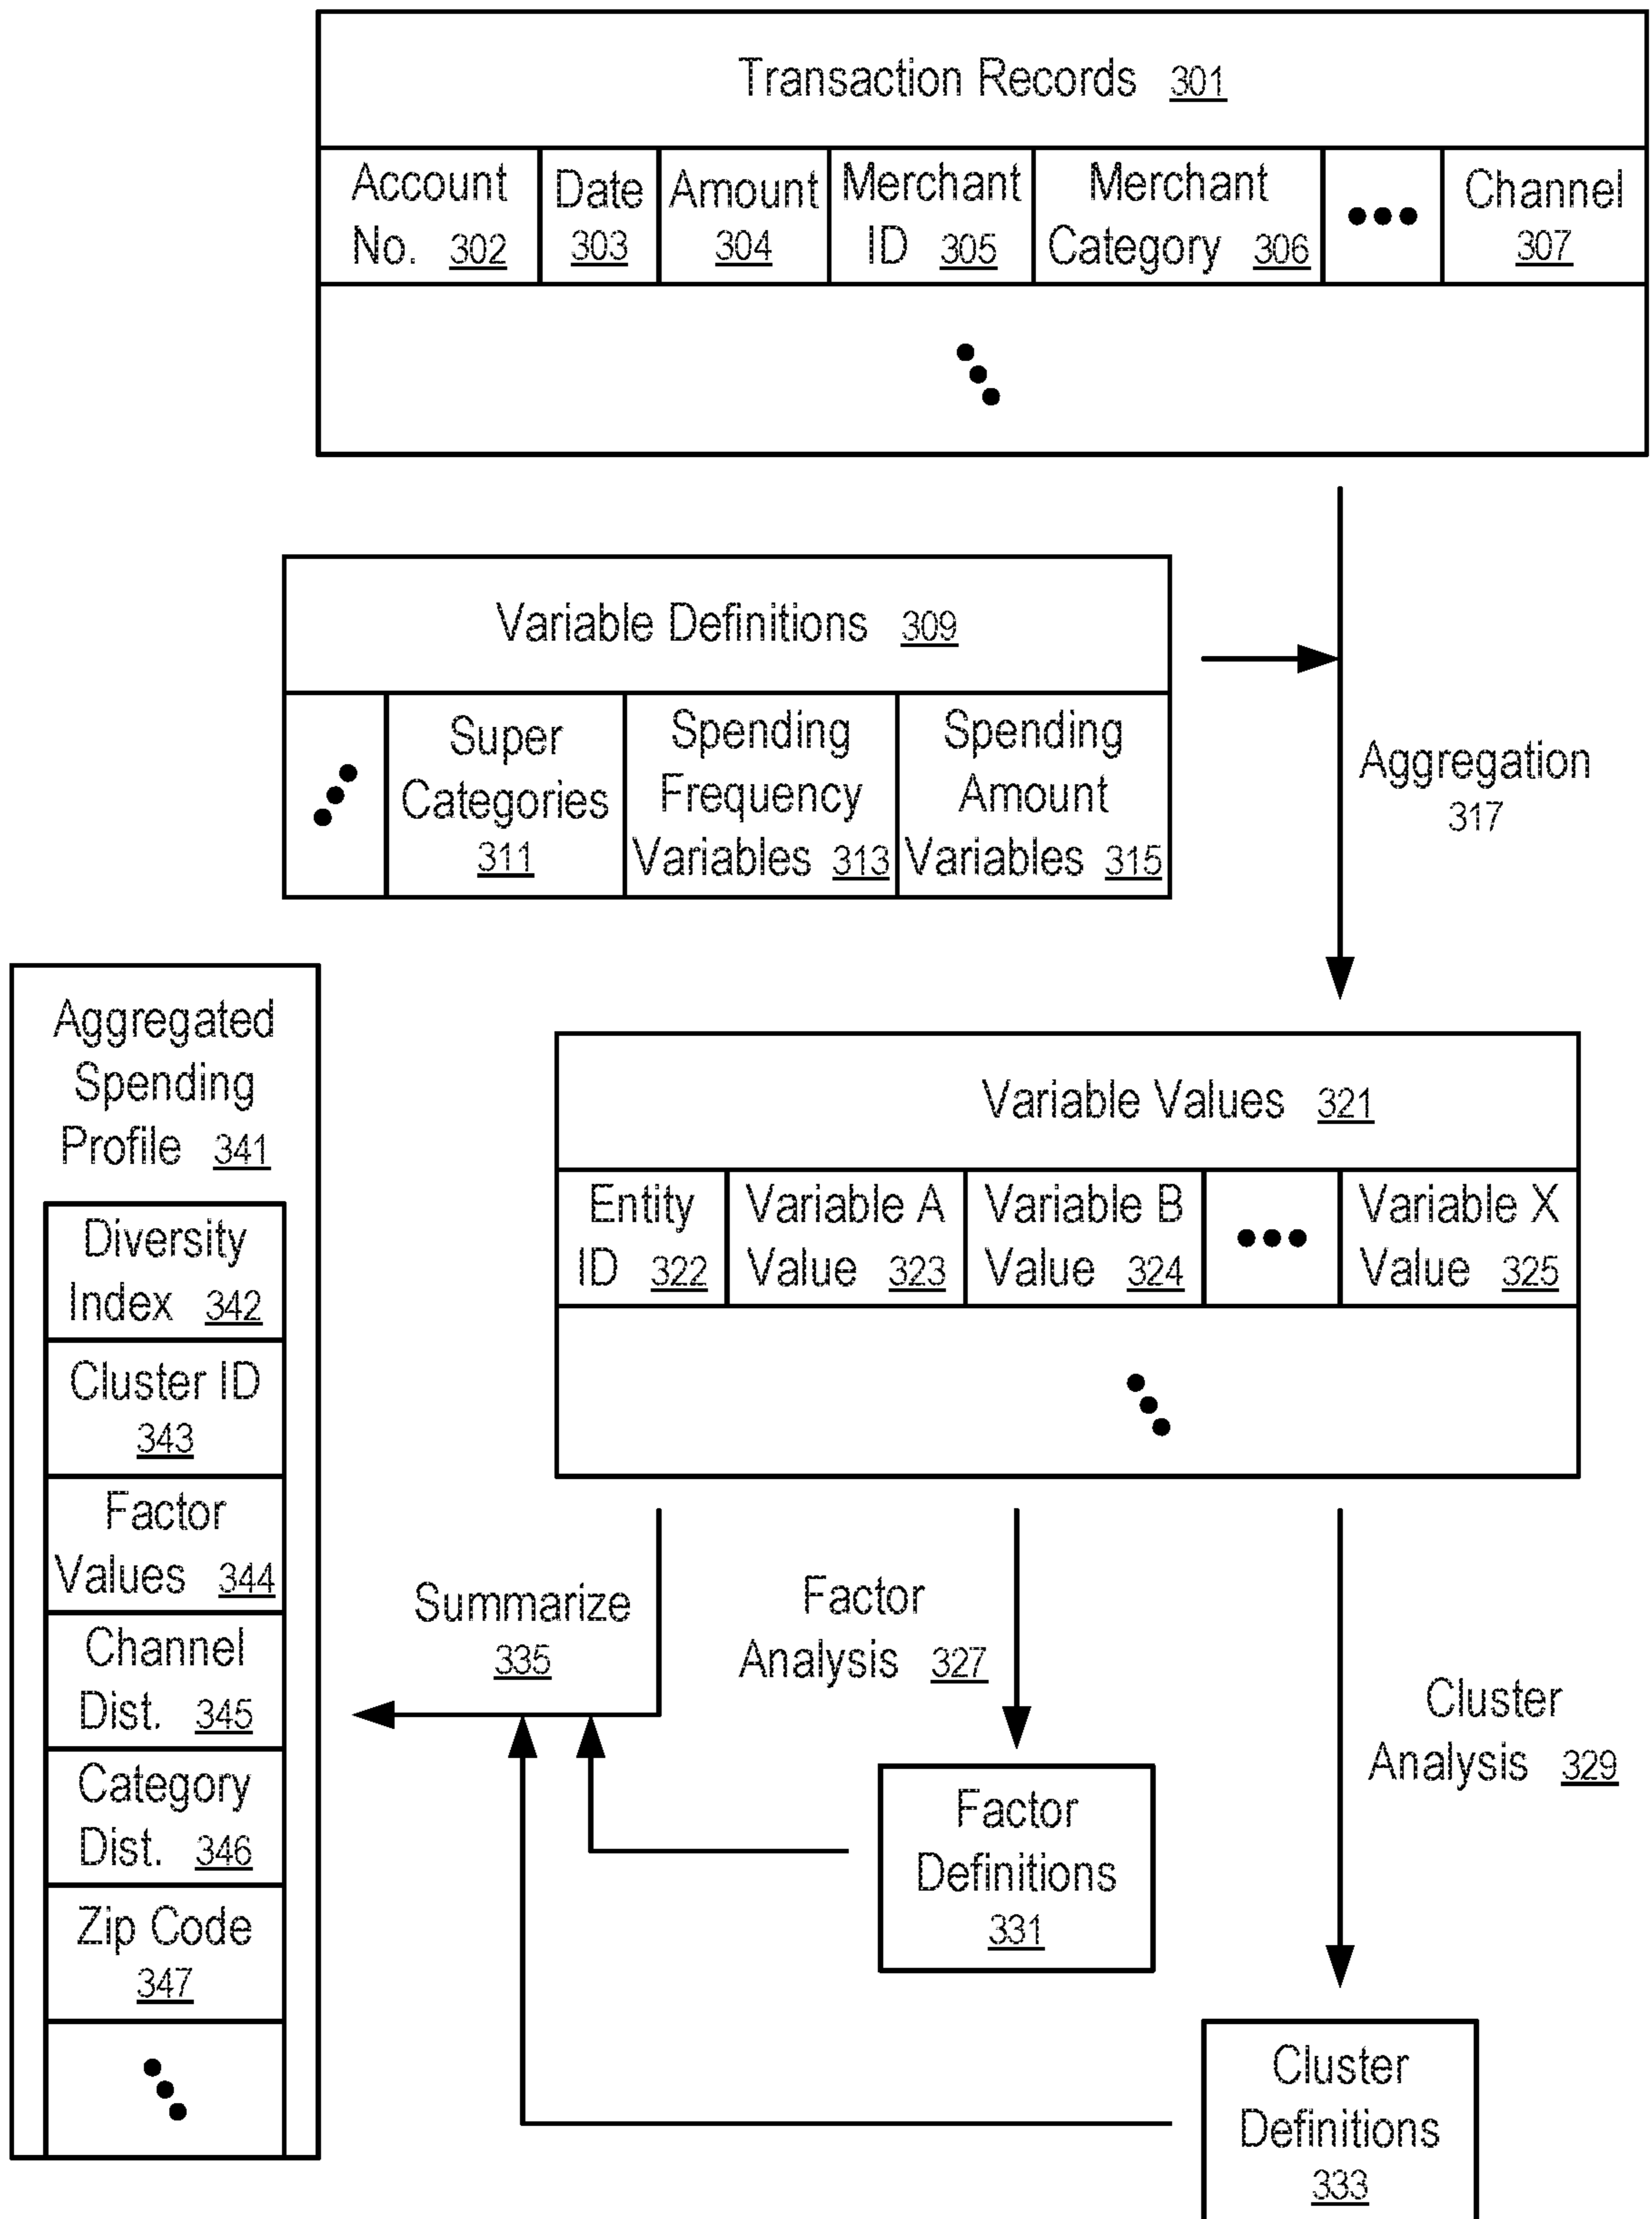 Transaction Records 301
Account
No. 302
Date
303
Amount
304
Merchant
ID 305
Merchant
Category 306
Channel
307
Variable Definitions 309
Super
Categories
311
Spending
Frequency
Variables 313
Spending
Amount
Variables 315
Aggregation
317
Aggregated
Spending
Profile 341
Diversity
Index 342
Cluster ID
343
Factor
Values 344
Channel
Dist. 345
Category
Dist. 346
Zip Code
347
Variable Values 321
Entity
ID 322
Variable A
Value 323
Variable B
Value 324
Variable X
Value 325
Summarize
335
Factor
Analysis 327
Cluster
Analysis 329
Factor
Definitions
331
Cluster
Definitions
333